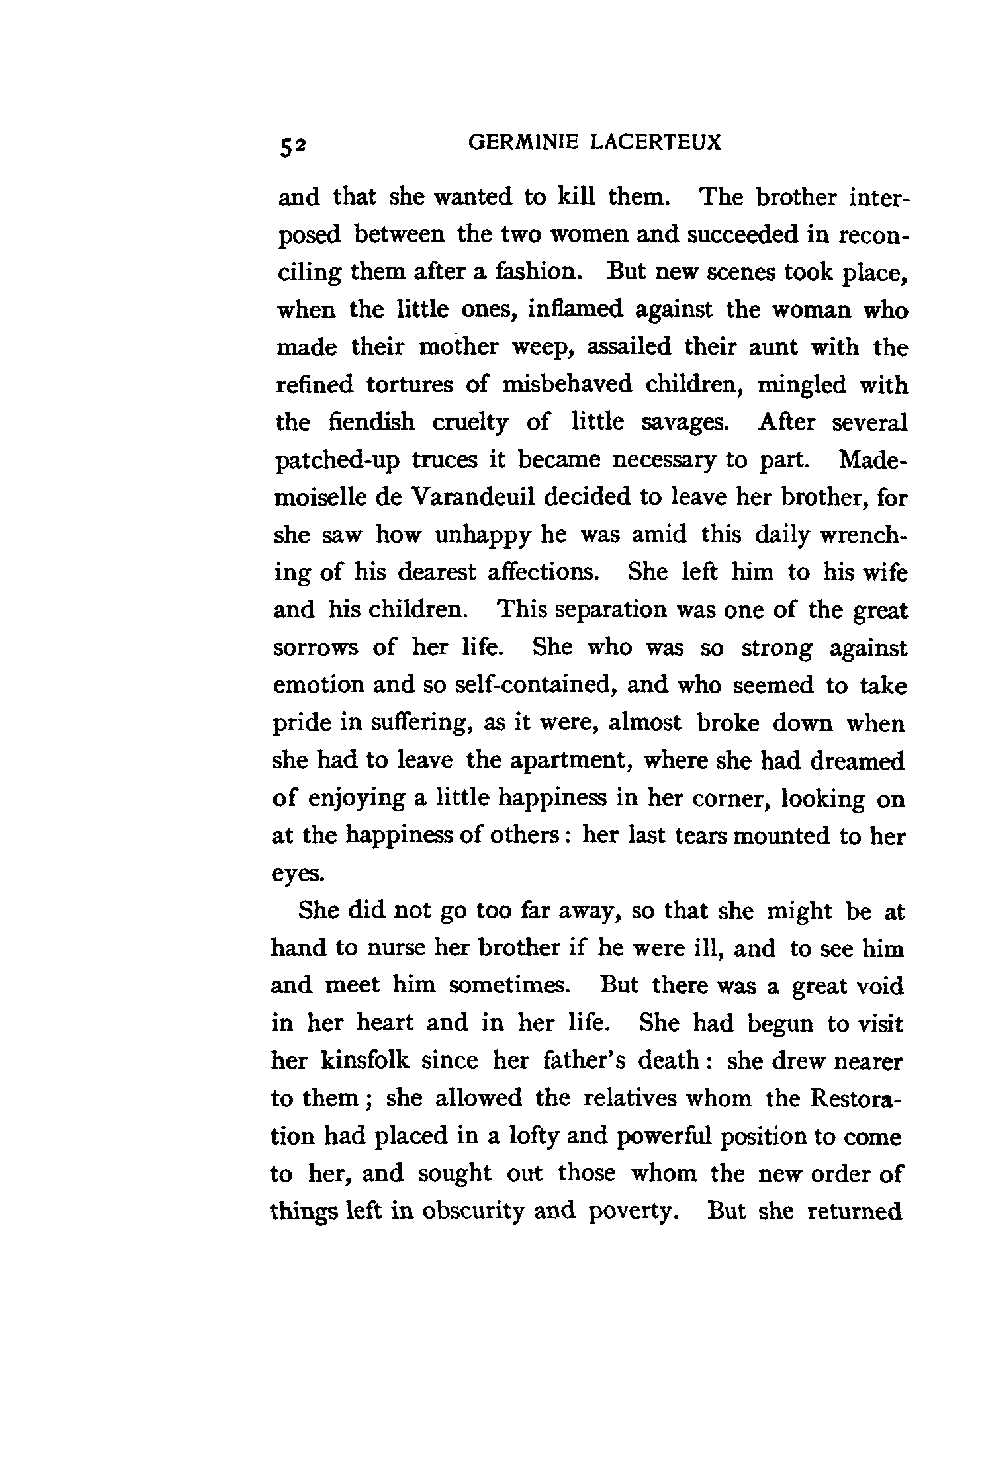 52 GERMINIE LACERTEUX
and that she wanted to kill them. The brother inter-
posed between the two women and succeeded in recon-
ciling them after a fashion. But new scenes took place,
when the little ones, inflamed against the woman who
made their mother weep, assailed their aunt with the
refined tortures of misbehaved children, mingled with
the fiendish cruelty of little savages. After several
patched-up truces it became necessary to part. Made-
moiselle de Varandeuil decided to leave her brother, for
she saw how unhappy he was amid this daily wrench-
ing of his dearest affections. She left him to his wife
and his children. This separation was one of the great
sorrows of her life. She who was so strong against
emotion and so self-contained, and who seemed to take
pride in suffering, as it were, almost broke down when
she had to leave the apartment, where she had dreamed
of enjoying a little happiness in her corner, looking on
at the happiness of others : her last tears mounted to her
eyes.
She did not go too far away, so that she might be at
hand to nurse her brother if he were ill, and to see him
and meet him sometimes. But there was a great void
in her heart and in her life. She had begun to visit
her kinsfolk since her father's death : she drew nearer
to them ; she allowed the relatives whom the Restora-
tion had placed in a lofty and powerful position to come
to her, and sought out those whom the new order of
things left in obscurity and poverty. But she returned